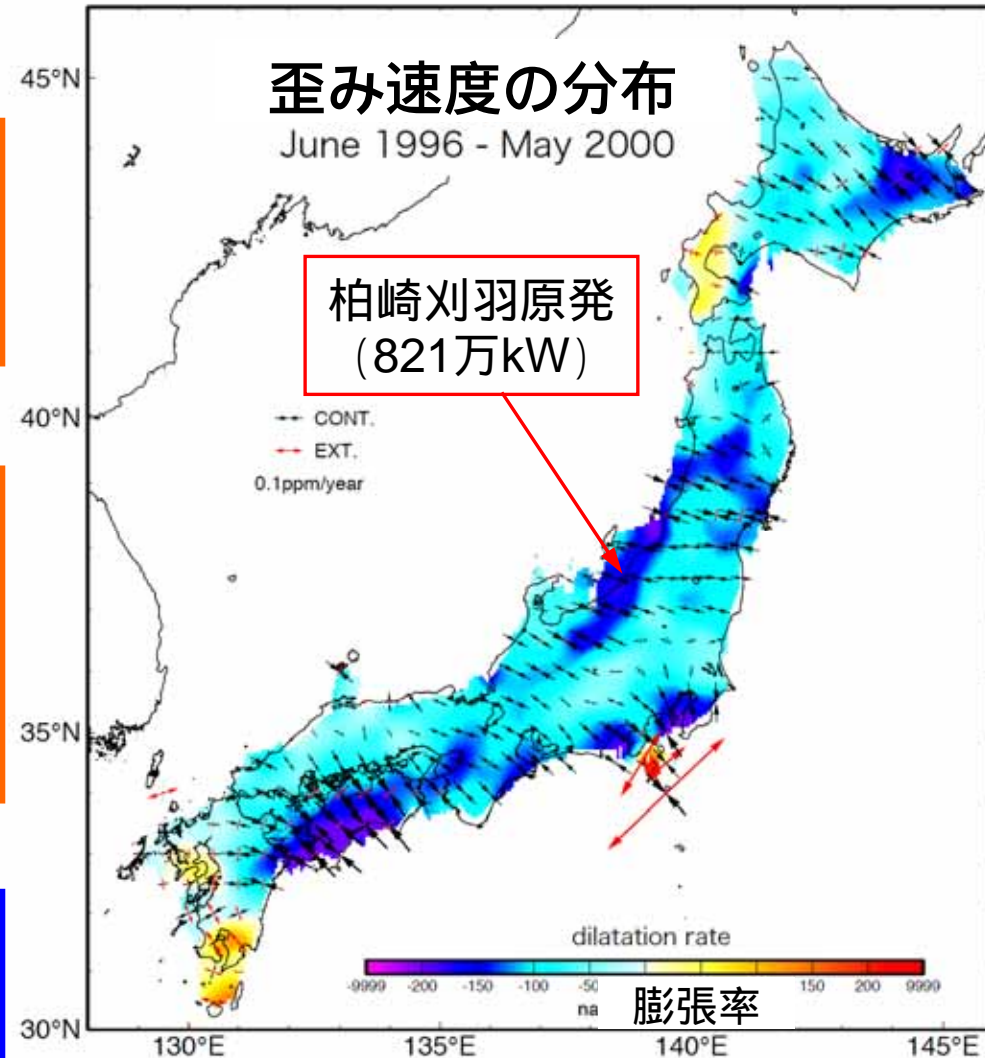 45°N
歪み速度の分布
June 1996 - May 2000
柏崎刈羽原発
(821万kW)
40°N
CONT.
EXT.
0.1ppm/year
35°N
dilatation rate
-9999 -200 -150 -100 -50 150 200 9999
na
膨張率
30°N
130°E 135°E 140°E 145°E